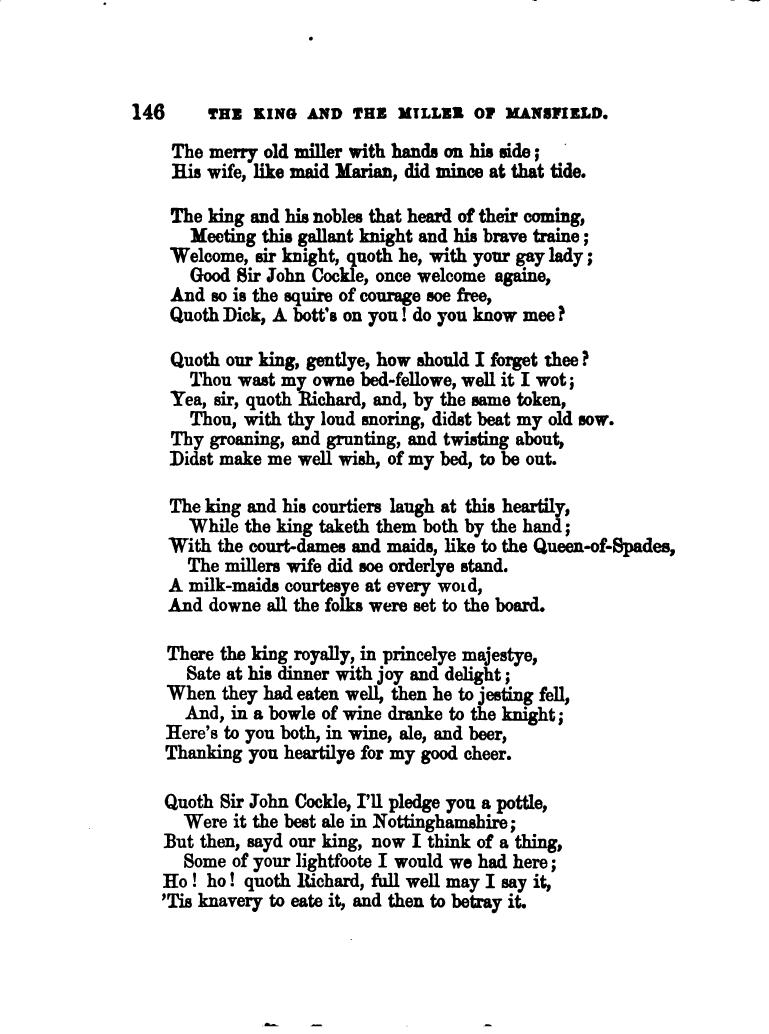 146 THE KING AND THE MILLER OF MANSFIELD.
The merry old miller with hands on his side;
His wife, like maid Marian, did mince at that tide.
The king and his nobles that heard of their coming,
Meeting this gallant knight and his brave traine;
Welcome, sir knight, quoth he, with your gay lady;
Good Sir John Cockle, once welcome againe,
And so is the squire of courage soe free,
Quoth Dick, A bott's on you! do you know mee?
Quoth our king, gentlye, how should I forget thee?
Thou wast my owne bed-fellowe, well it I wot;
Yea, sir, quoth Richard, and, by the same token,
Thou, with thy loud snoring, didst beat my old sow.
Thy groaning, and grunting, and twisting about,
Didst make me well wish, of my bed, to be out.
The king and his courtiers laugh at this heartily,
While the king taketh them both by the hand;
With the court-dames and maids, like to the Queen-of-Spades,
The millers wife did soe orderlye stand.
A milk-maids courtesye at every word,
And downe all the folks were set to the board.
There the king royally, in princelye majestye,
Sate at his dinner with joy and delight;
When they had eaten well, then he to jesting fell,
And, in a bowle of wine dranke to the knight;
Here's to you both, in wine, ale, and beer,
Thanking you heartilye for my good cheer.
Quoth Sir John Cockle, I'll pledge you a pottle,
Were it the best ale in Nottinghamshire;
But then, sayd our king, now I think of a thing,
Some of your lightfoote I would we had here;
Ho! ho! quoth Richard, full well may I say it,
'Tis knavery to eate it, and then to betray it.